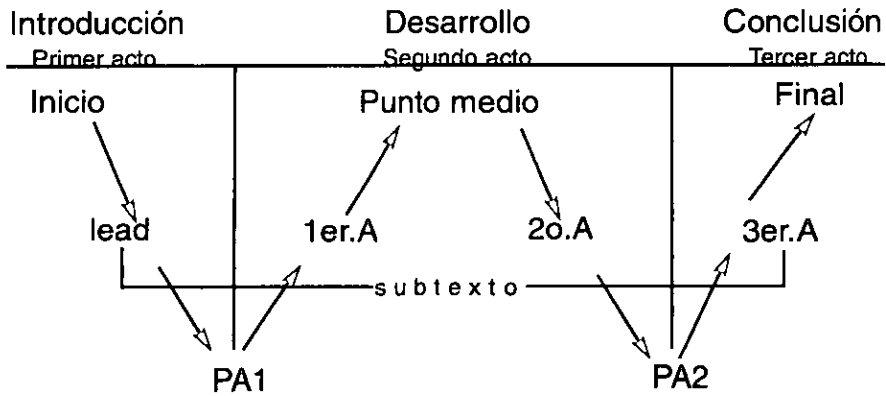 Introducción Desarrollo Conclusión
Primer acto Segundo acto Tercer acto
Inicio Punto medio Final
lead 1er.A 2o.A 3er.A
subtexto
PA1 PA2